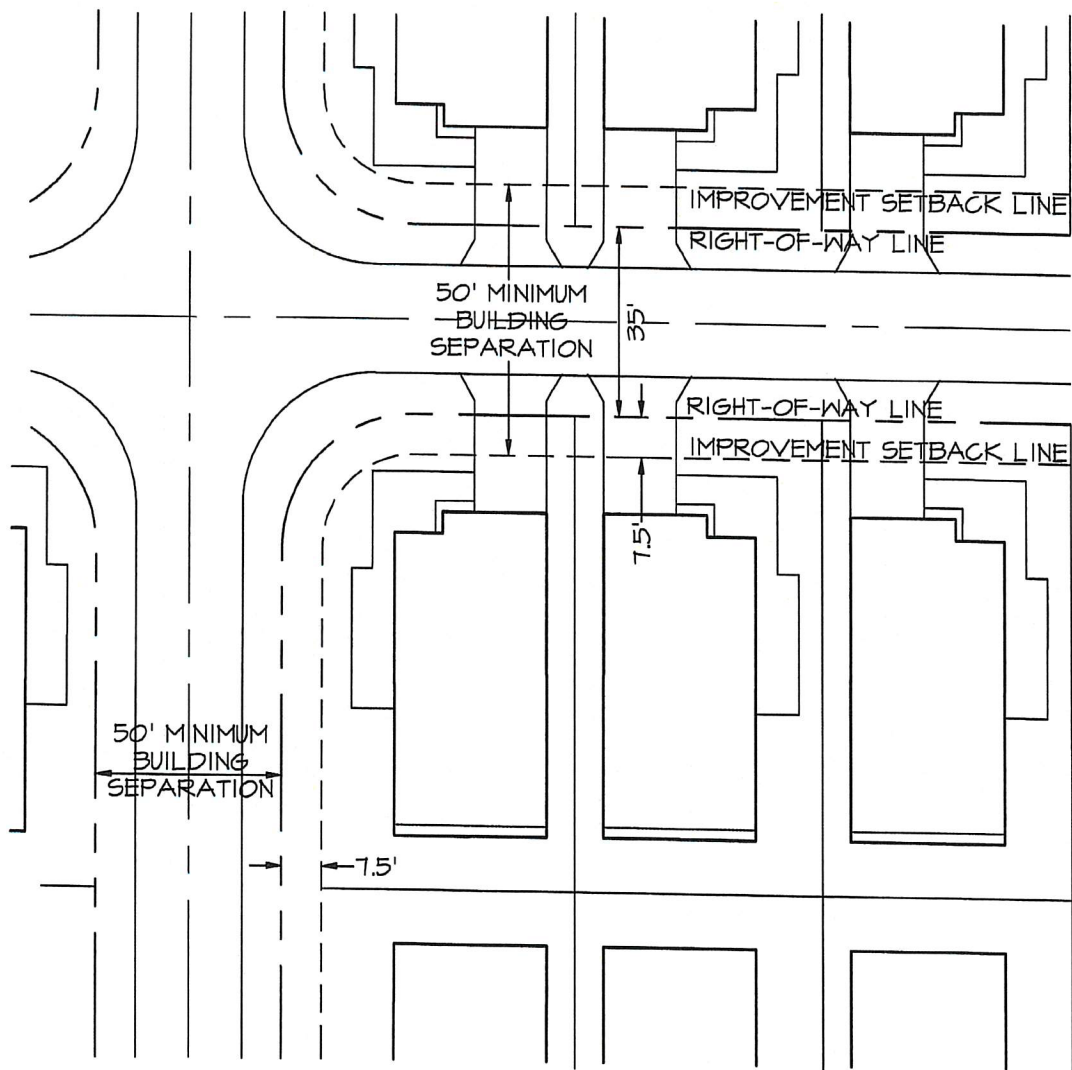 IMPROVEMENT SETBACK LINE
RIGHT-OF-WAY LINE
50' MINIMUM
BUILDING
SEPARATION
35'
RIGHT-OF-WAY LINE
IMPROVEMENT SETBACK LINE
7.5'
50' MINIMUM
BUILDING
SEPARATION
7.5'